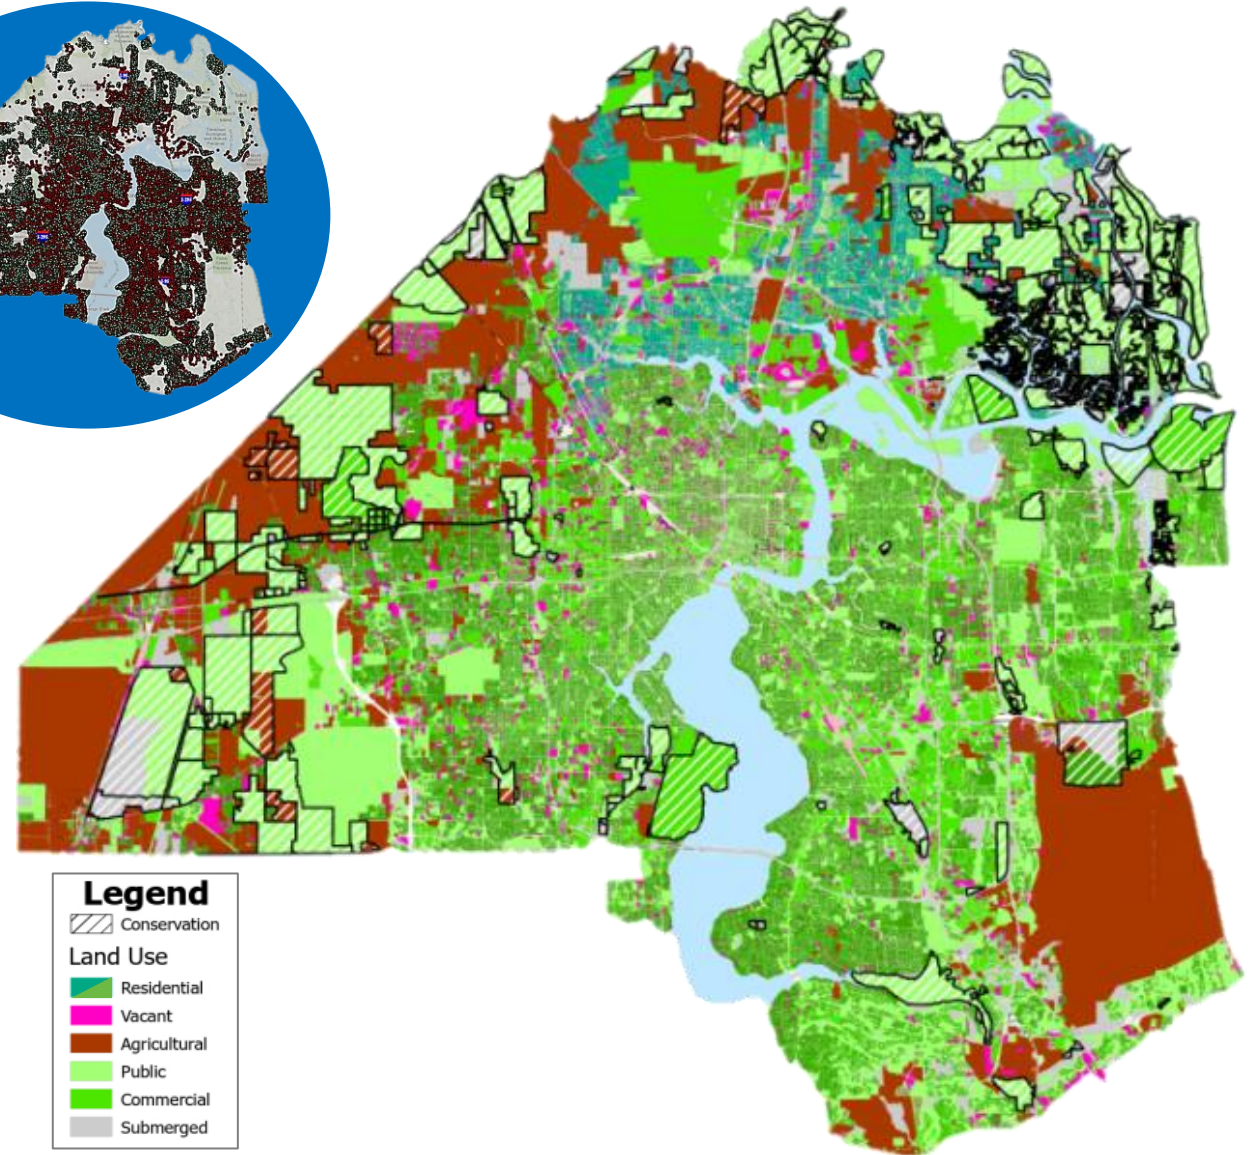 Legend
Conservation
Land Use
Residential
Vacant
Agricultural
Public
Commercial
Submerged